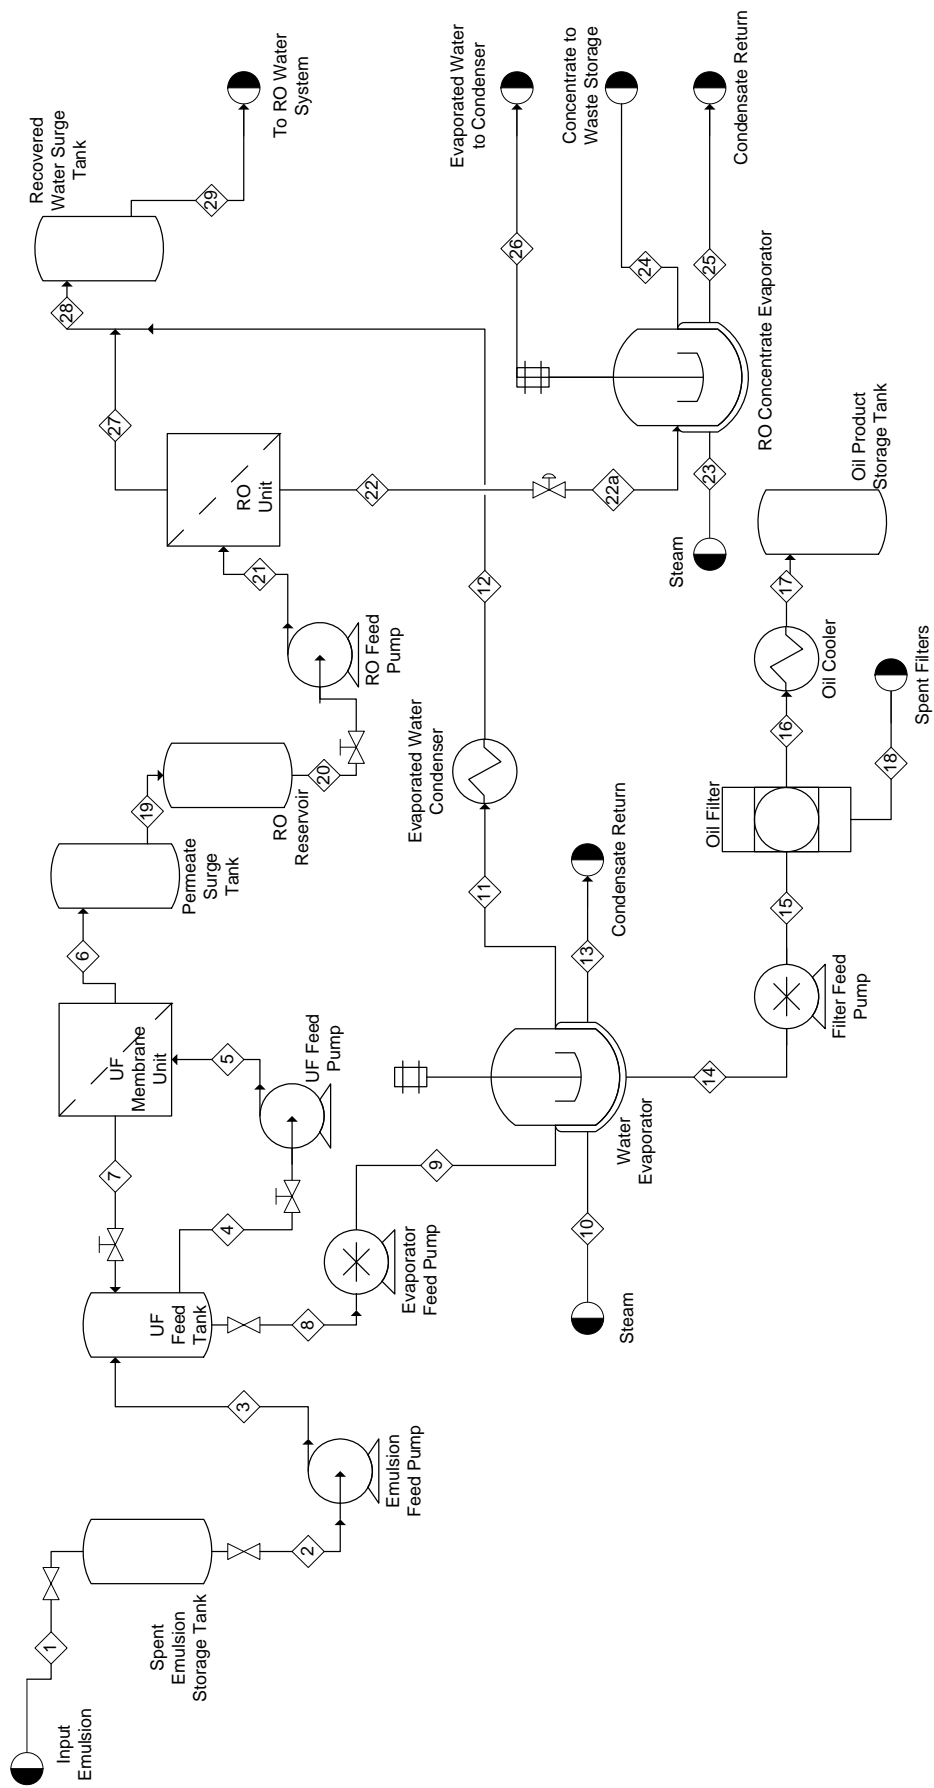 Input
Emulsion
1
Spent
Emulsion
Storage Tank
2
Emulsion
Feed Pump
3
UF
Feed
Tank
4
UF Feed
Pump
5
UF
Membrane
Unit
6
7
8
Evaporator
Feed Pump
9
Steam
10
Water
Evaporator
11
Evaporated Water
Condenser
12
13
Condensate Return
14
Filter Feed
Pump
15
Oil Filter
16
Oil Cooler
17
Oil Product
Storage Tank
18
Spent Filters
Permeate
Surge
Tank
19
RO
Reservoir
20
RO Feed
Pump
21
RO
Unit
22
22a
Steam
23
RO Concentrate Evaporator
24
Concentrate to
Waste Storage
25
Condensate Return
26
Evaporated Water
to Condenser
27
28
Recovered
Water Surge
Tank
29
To RO Water
System